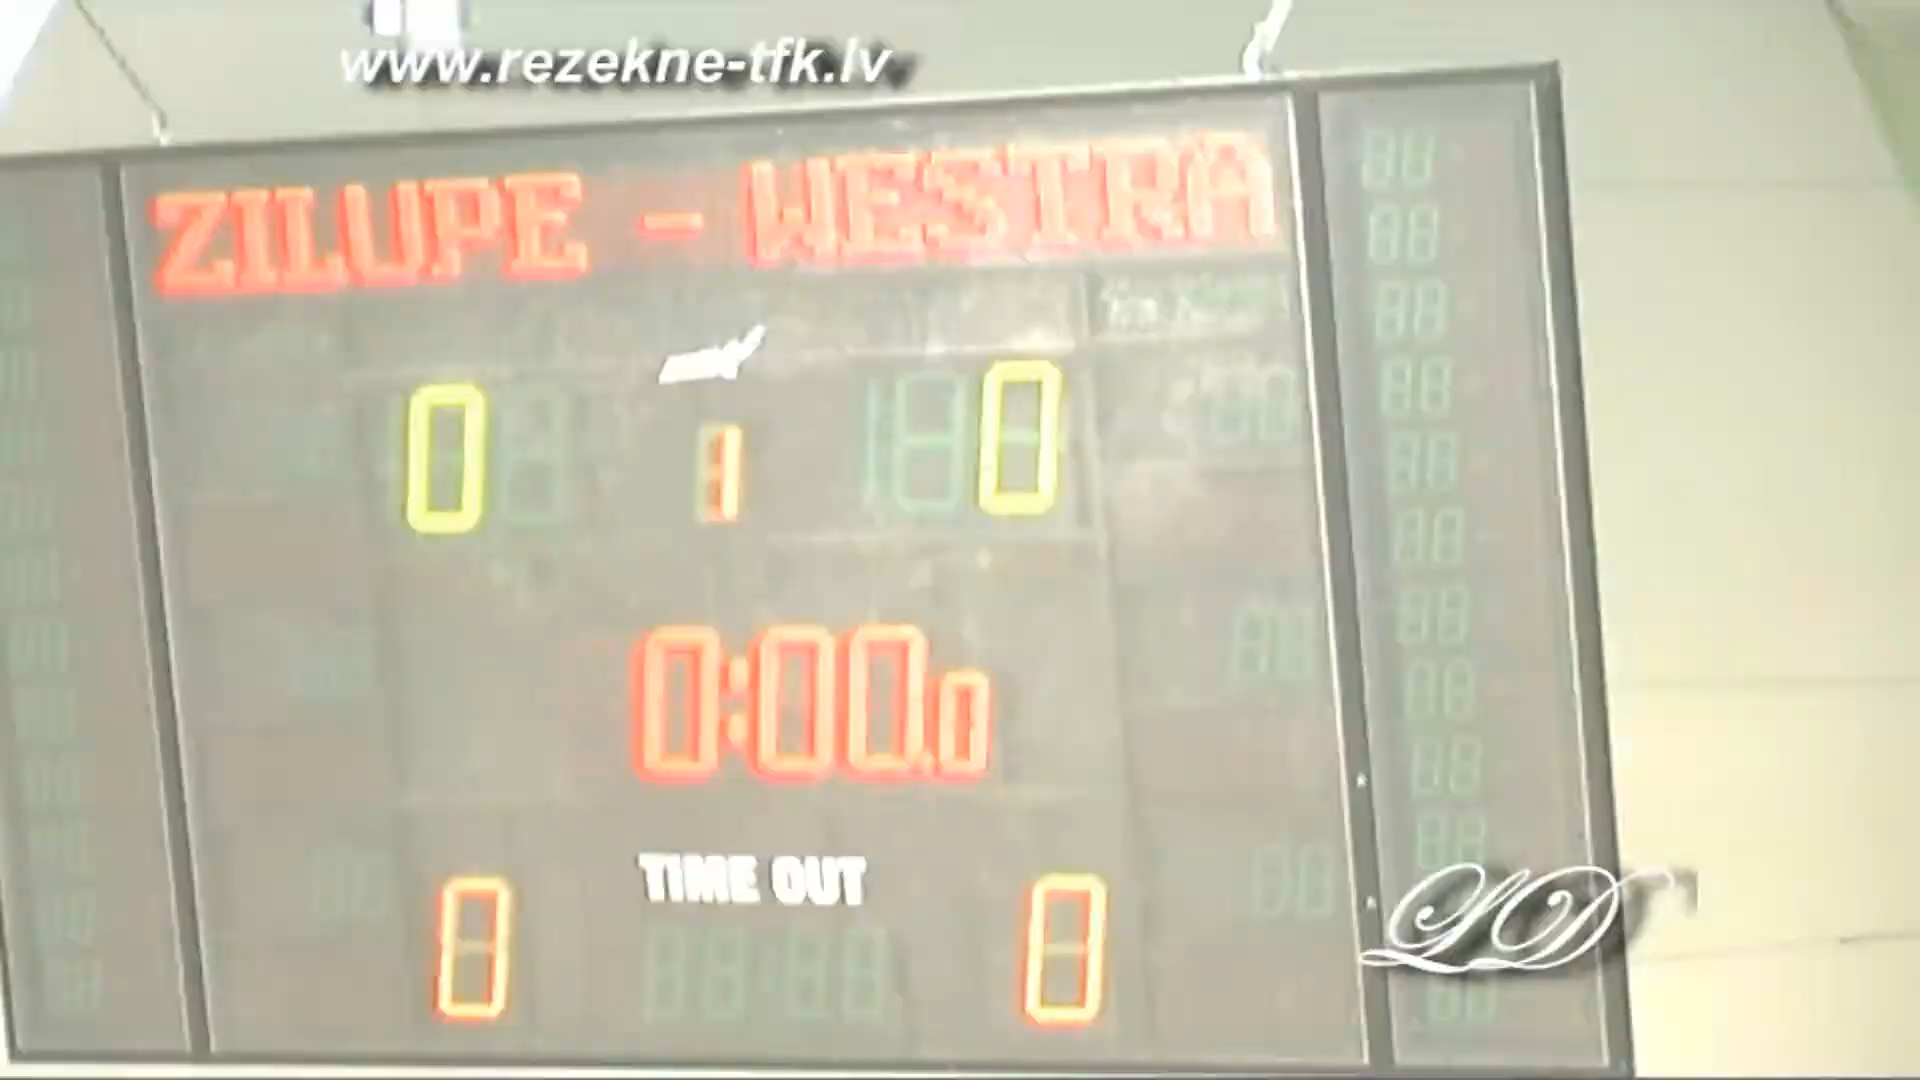 www.rezekne-tfk.lv
ZILUPE - WESTRA
0 1 0
0:00.0
TIME OUT
0 0